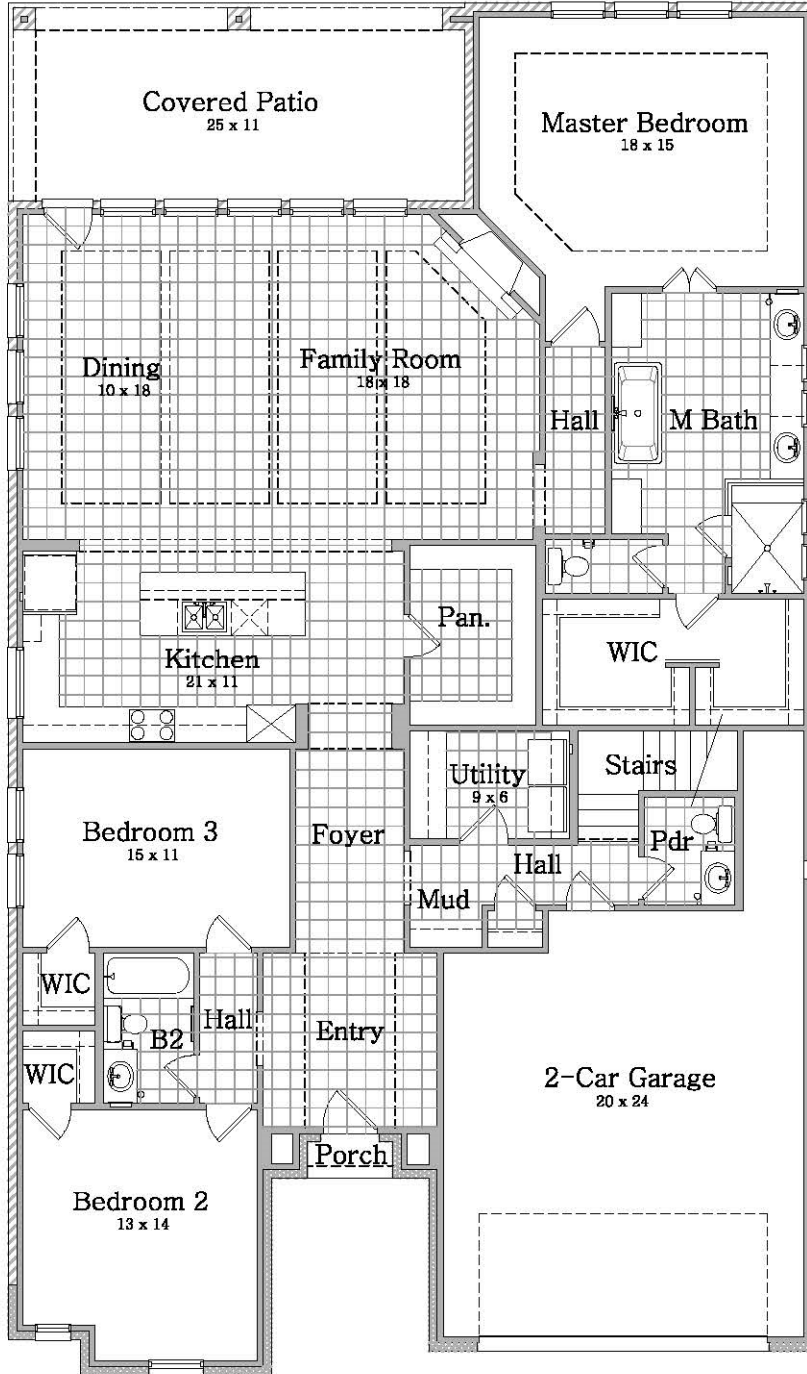 Covered Patio
25 x 11
Master Bedroom
18 x 15
Dining
10 x 18
Family Room
18 x 18
Hall
M Bath
Pan.
Kitchen
21 x 11
WIC
Utility
9 x 6
Stairs
Bedroom 3
15 x 11
Foyer
Pdr
Hall
Mud
WIC
Hall
B2
Entry
WIC
2-Car Garage
20 x 24
Porch
Bedroom 2
13 x 14